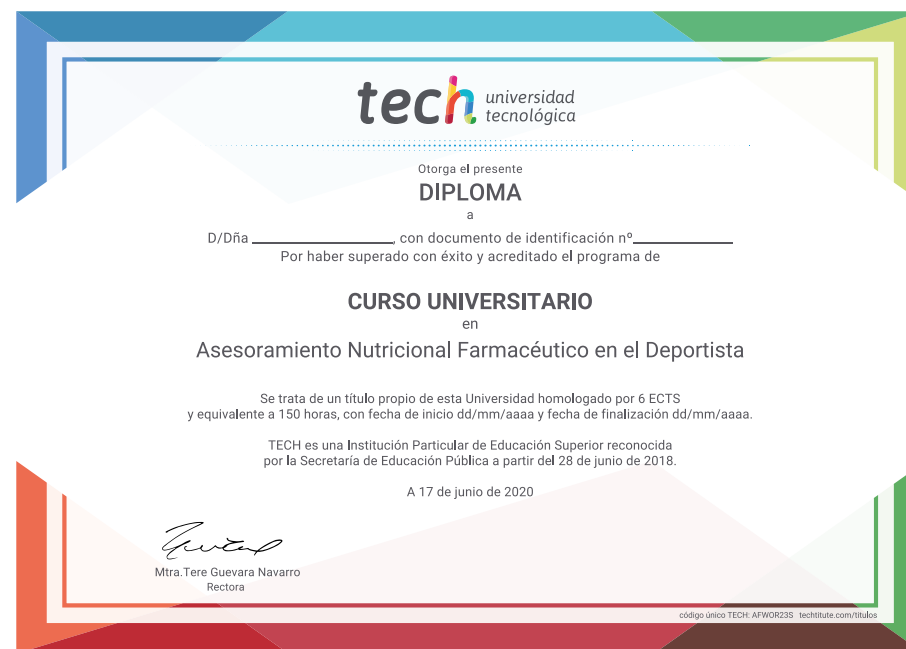 tech universidad
tecnológica
Otorga el presente
DIPLOMA
a
D/Dña ____________________, con documento de identificación nº______________
Por haber superado con éxito y acreditado el programa de
CURSO UNIVERSITARIO
en
Asesoramiento Nutricional Farmacéutico en el Deportista
Se trata de un título propio de esta Universidad homologado por 6 ECTS
y equivalente a 150 horas, con fecha de inicio dd/mm/aaaa y fecha de finalización dd/mm/aaaa.
TECH es una Institución Particular de Educación Superior reconocida
por la Secretaría de Educación Pública a partir del 28 de junio de 2018.
A 17 de junio de 2020
Mtra.Tere Guevara Navarro
Rectora
código único TECH: AFWOR23S techtitute.com/titulos